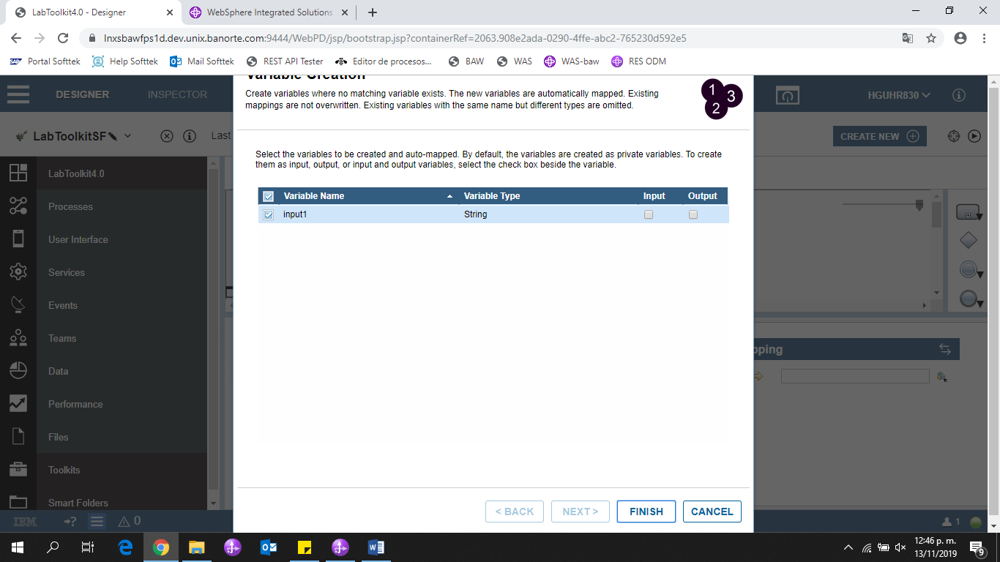 LabToolkit4.0 - Designer
WebSphere Integrated Solutions
lnxsbawfps1d.dev.unix.banorte.com:9444/WebPD/jsp/bootstrap.jsp?containerRef=2063.908e2ada-0290-4ffe-abc2-765230d592e5
SAP Portal Softtek Help Softtek Mail Softtek REST API Tester Editor de procesos... BAW WAS WAS-baw RES ODM
Variable Creation
DESIGNER INSPECTOR
Create variables where no matching variable exists. The new variables are automatically mapped. Existing
mappings are not overwritten. Existing variables with the same name but different types are omitted.
1 2 3
HGUHR830
LabToolkitSF
Last
CREATE NEW
Select the variables to be created and auto-mapped. By default, the variables are created as private variables. To create
them as input, output, or input and output variables, select the check box beside the variable.
Variable Name Variable Type Input Output
input1 String
LabToolkit4.0
Processes
User Interface
Services
Events
Teams
Data
Performance
Files
Toolkits
Smart Folders
pping
< BACK NEXT > FINISH CANCEL
IBM
0
1
12:46 p. m.
13/11/2019
9